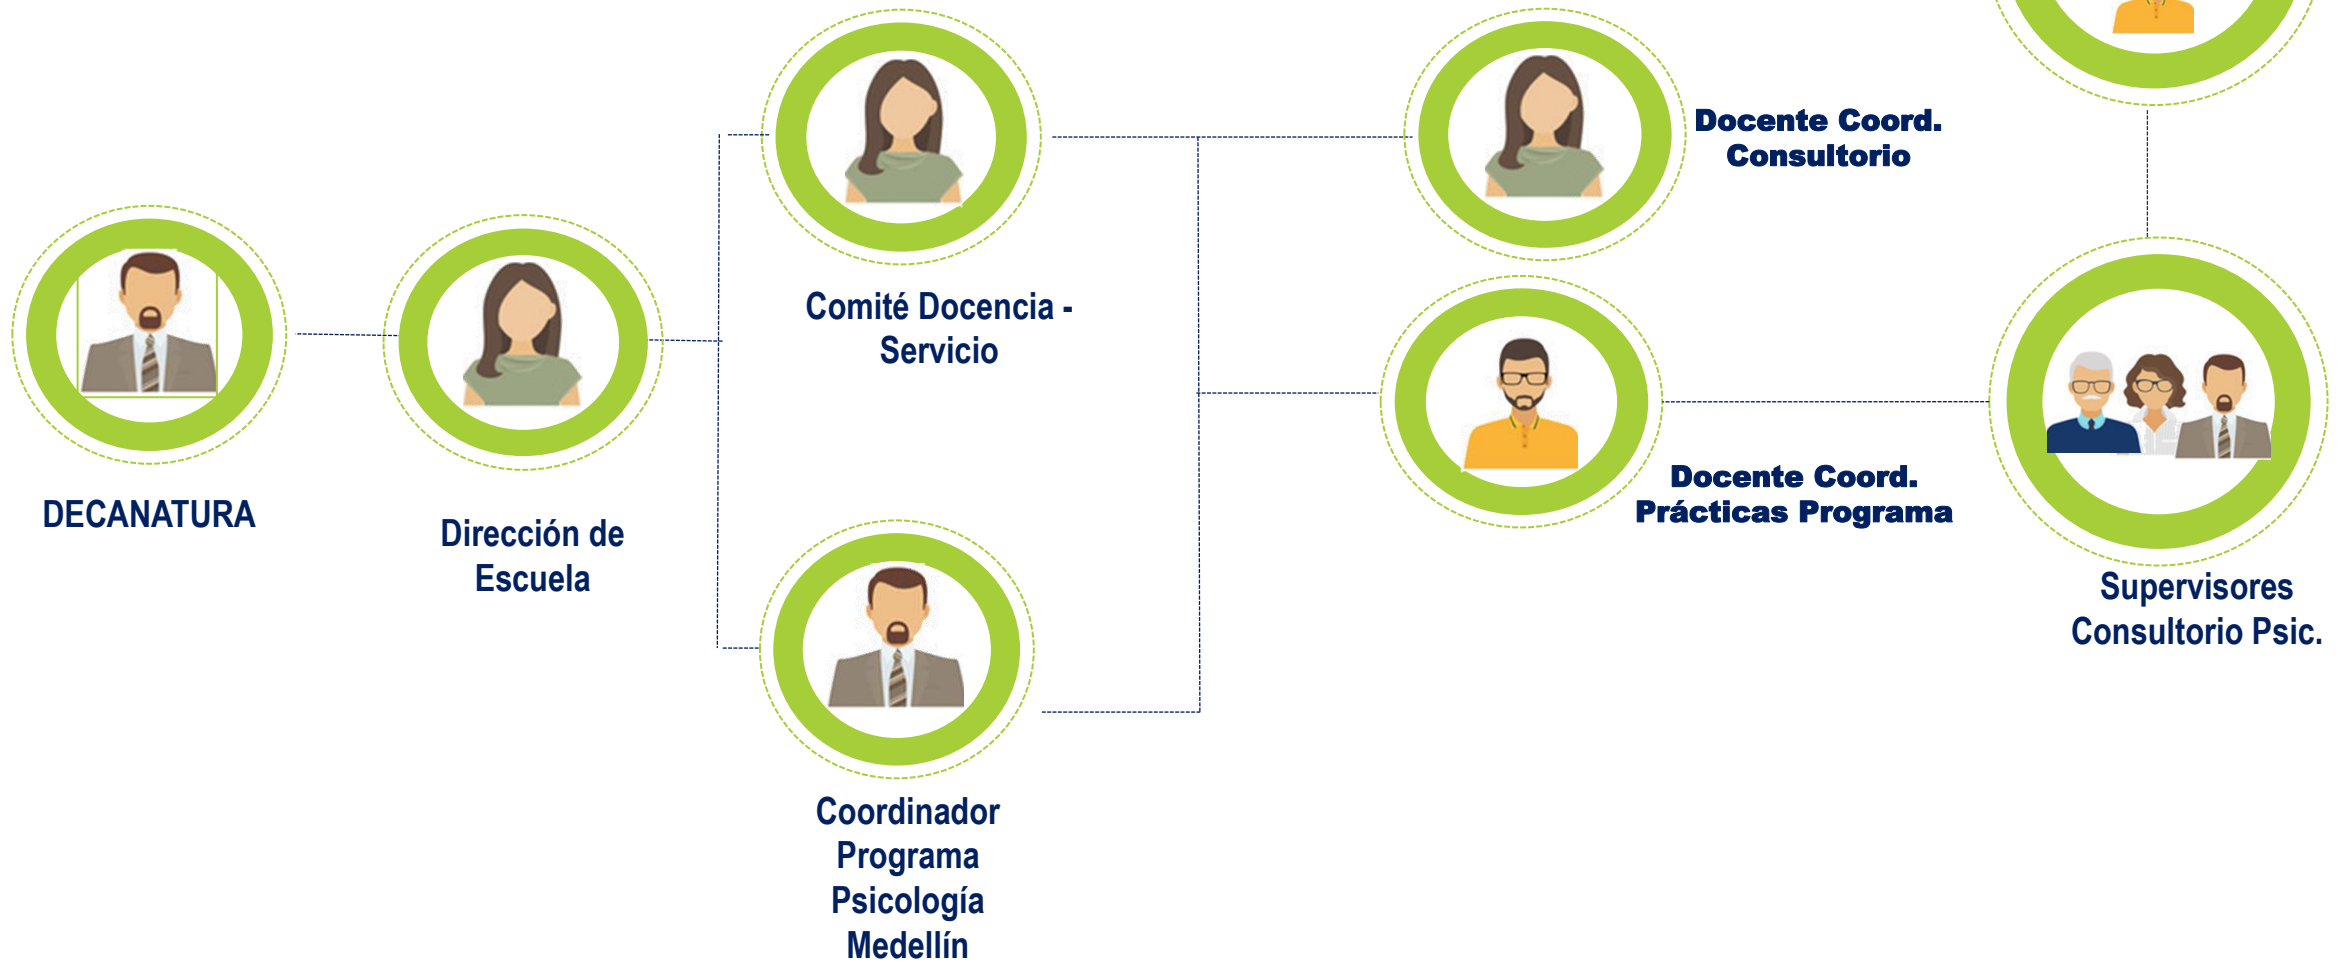 DECANATURA
Dirección de
Escuela
Comité Docencia -
Servicio
Coordinador
Programa
Psicología
Medellín
Docente Coord.
Consultorio
Docente Coord.
Prácticas Programa
Supervisores
Consultorio Psic.